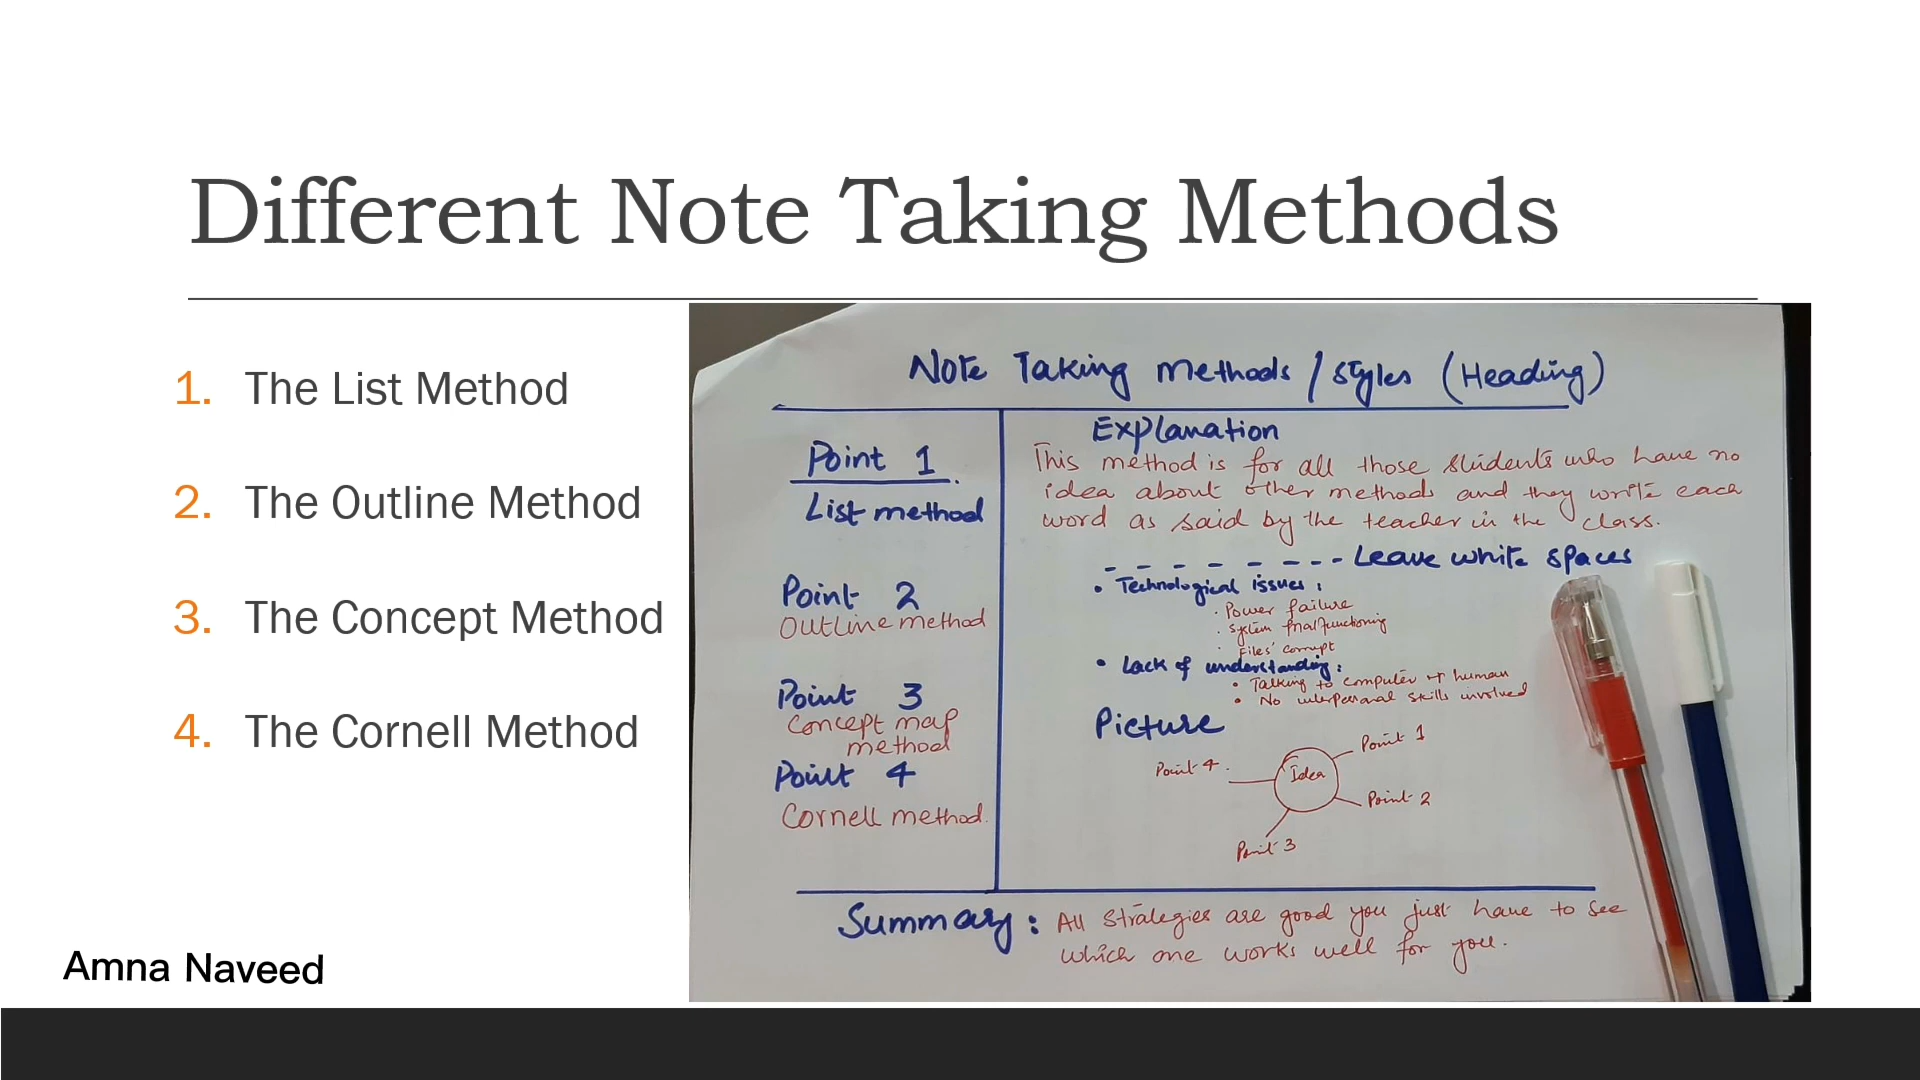 Different Note Taking Methods
1. The List Method
2. The Outline Method
3. The Concept Method
4. The Cornell Method
Amna Naveed
Note Taking Methods / Styles (Heading)
Point 1
List method
Point 2
Outline method
Point 3
Concept map
method
Point 4
Cornell method.
Explanation
This method is for all those students who have no
idea about other methods and they write each
word as said by the teacher in the class.
- - - - - - - - Leave white spaces
• Technological issues:
· Power failure
· System malfunctioning
· Files' corrupt
• Lack of understanding:
• Talking to computer not human
• No interpersonal skills involved
Picture
Idea
Point 1
Point 2
Point 3
Point 4.
Summary: All strategies are good you just have to see
which one works well for you.